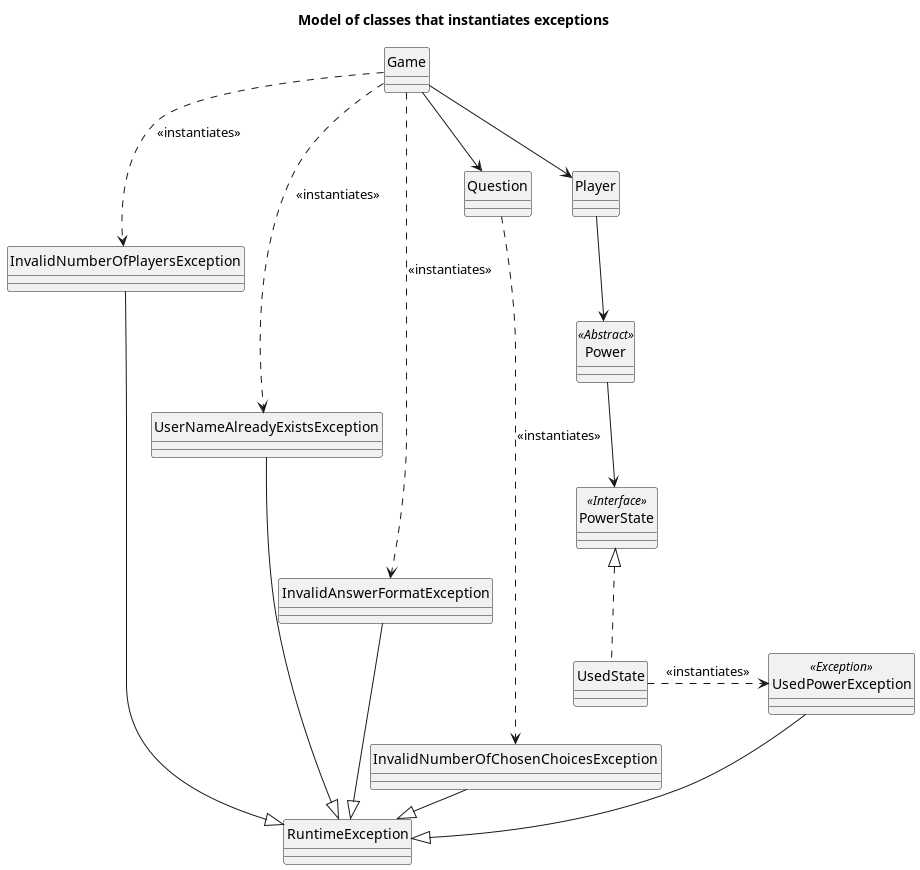 Model of classes that instantiates exceptions
Game
«instantiates»
Question
Player
«instantiates»
InvalidNumberOfPlayersException
«instantiates»
«Abstract»
Power
UserNameAlreadyExistsException
«instantiates»
«Interface»
PowerState
InvalidAnswerFormatException
UsedState
«instantiates»
«Exception»
UsedPowerException
InvalidNumberOfChosenChoicesException
RuntimeException